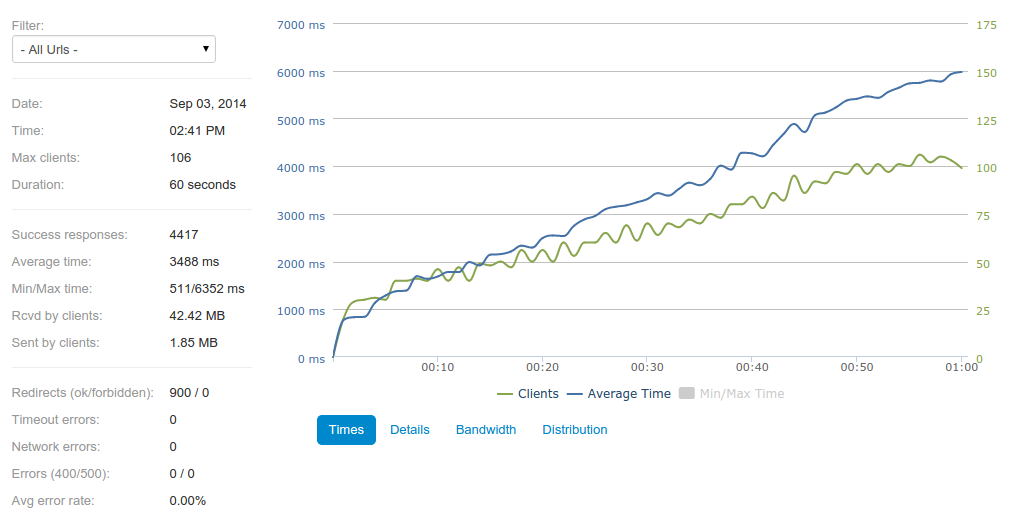 Filter:
- All Urls -
Date: Sep 03, 2014
Time: 02:41 PM
Max clients: 106
Duration: 60 seconds
Success responses: 4417
Average time: 3488 ms
Min/Max time: 511/6352 ms
Rcvd by clients: 42.42 MB
Sent by clients: 1.85 MB
Redirects (ok/forbidden): 900 / 0
Timeout errors: 0
Network errors: 0
Errors (400/500): 0 / 0
Avg error rate: 0.00%
7000 ms 175
6000 ms 150
5000 ms 125
4000 ms 100
3000 ms 75
2000 ms 50
1000 ms 25
0 ms 0
00:10 00:20 00:30 00:40 00:50 01:00
Clients Average Time Min/Max Time
Times Details Bandwidth Distribution